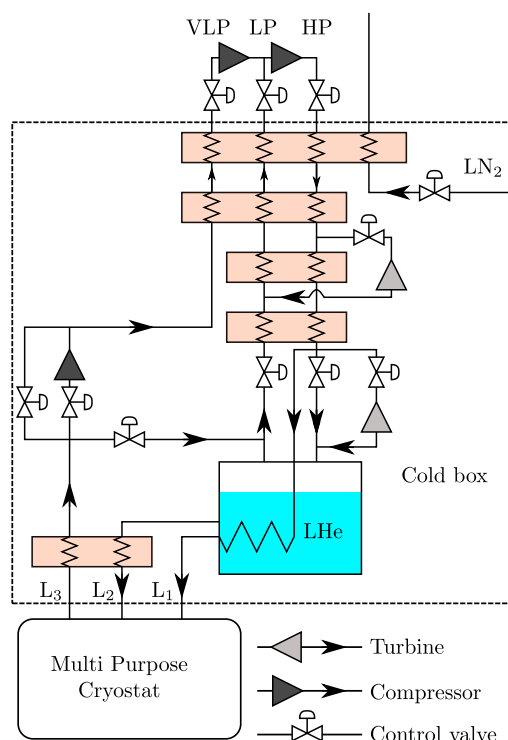 VLP LP HP
LN₂
Cold box
LHe
L₃ L₂ L₁
Multi Purpose
Cryostat
Turbine
Compressor
Control valve